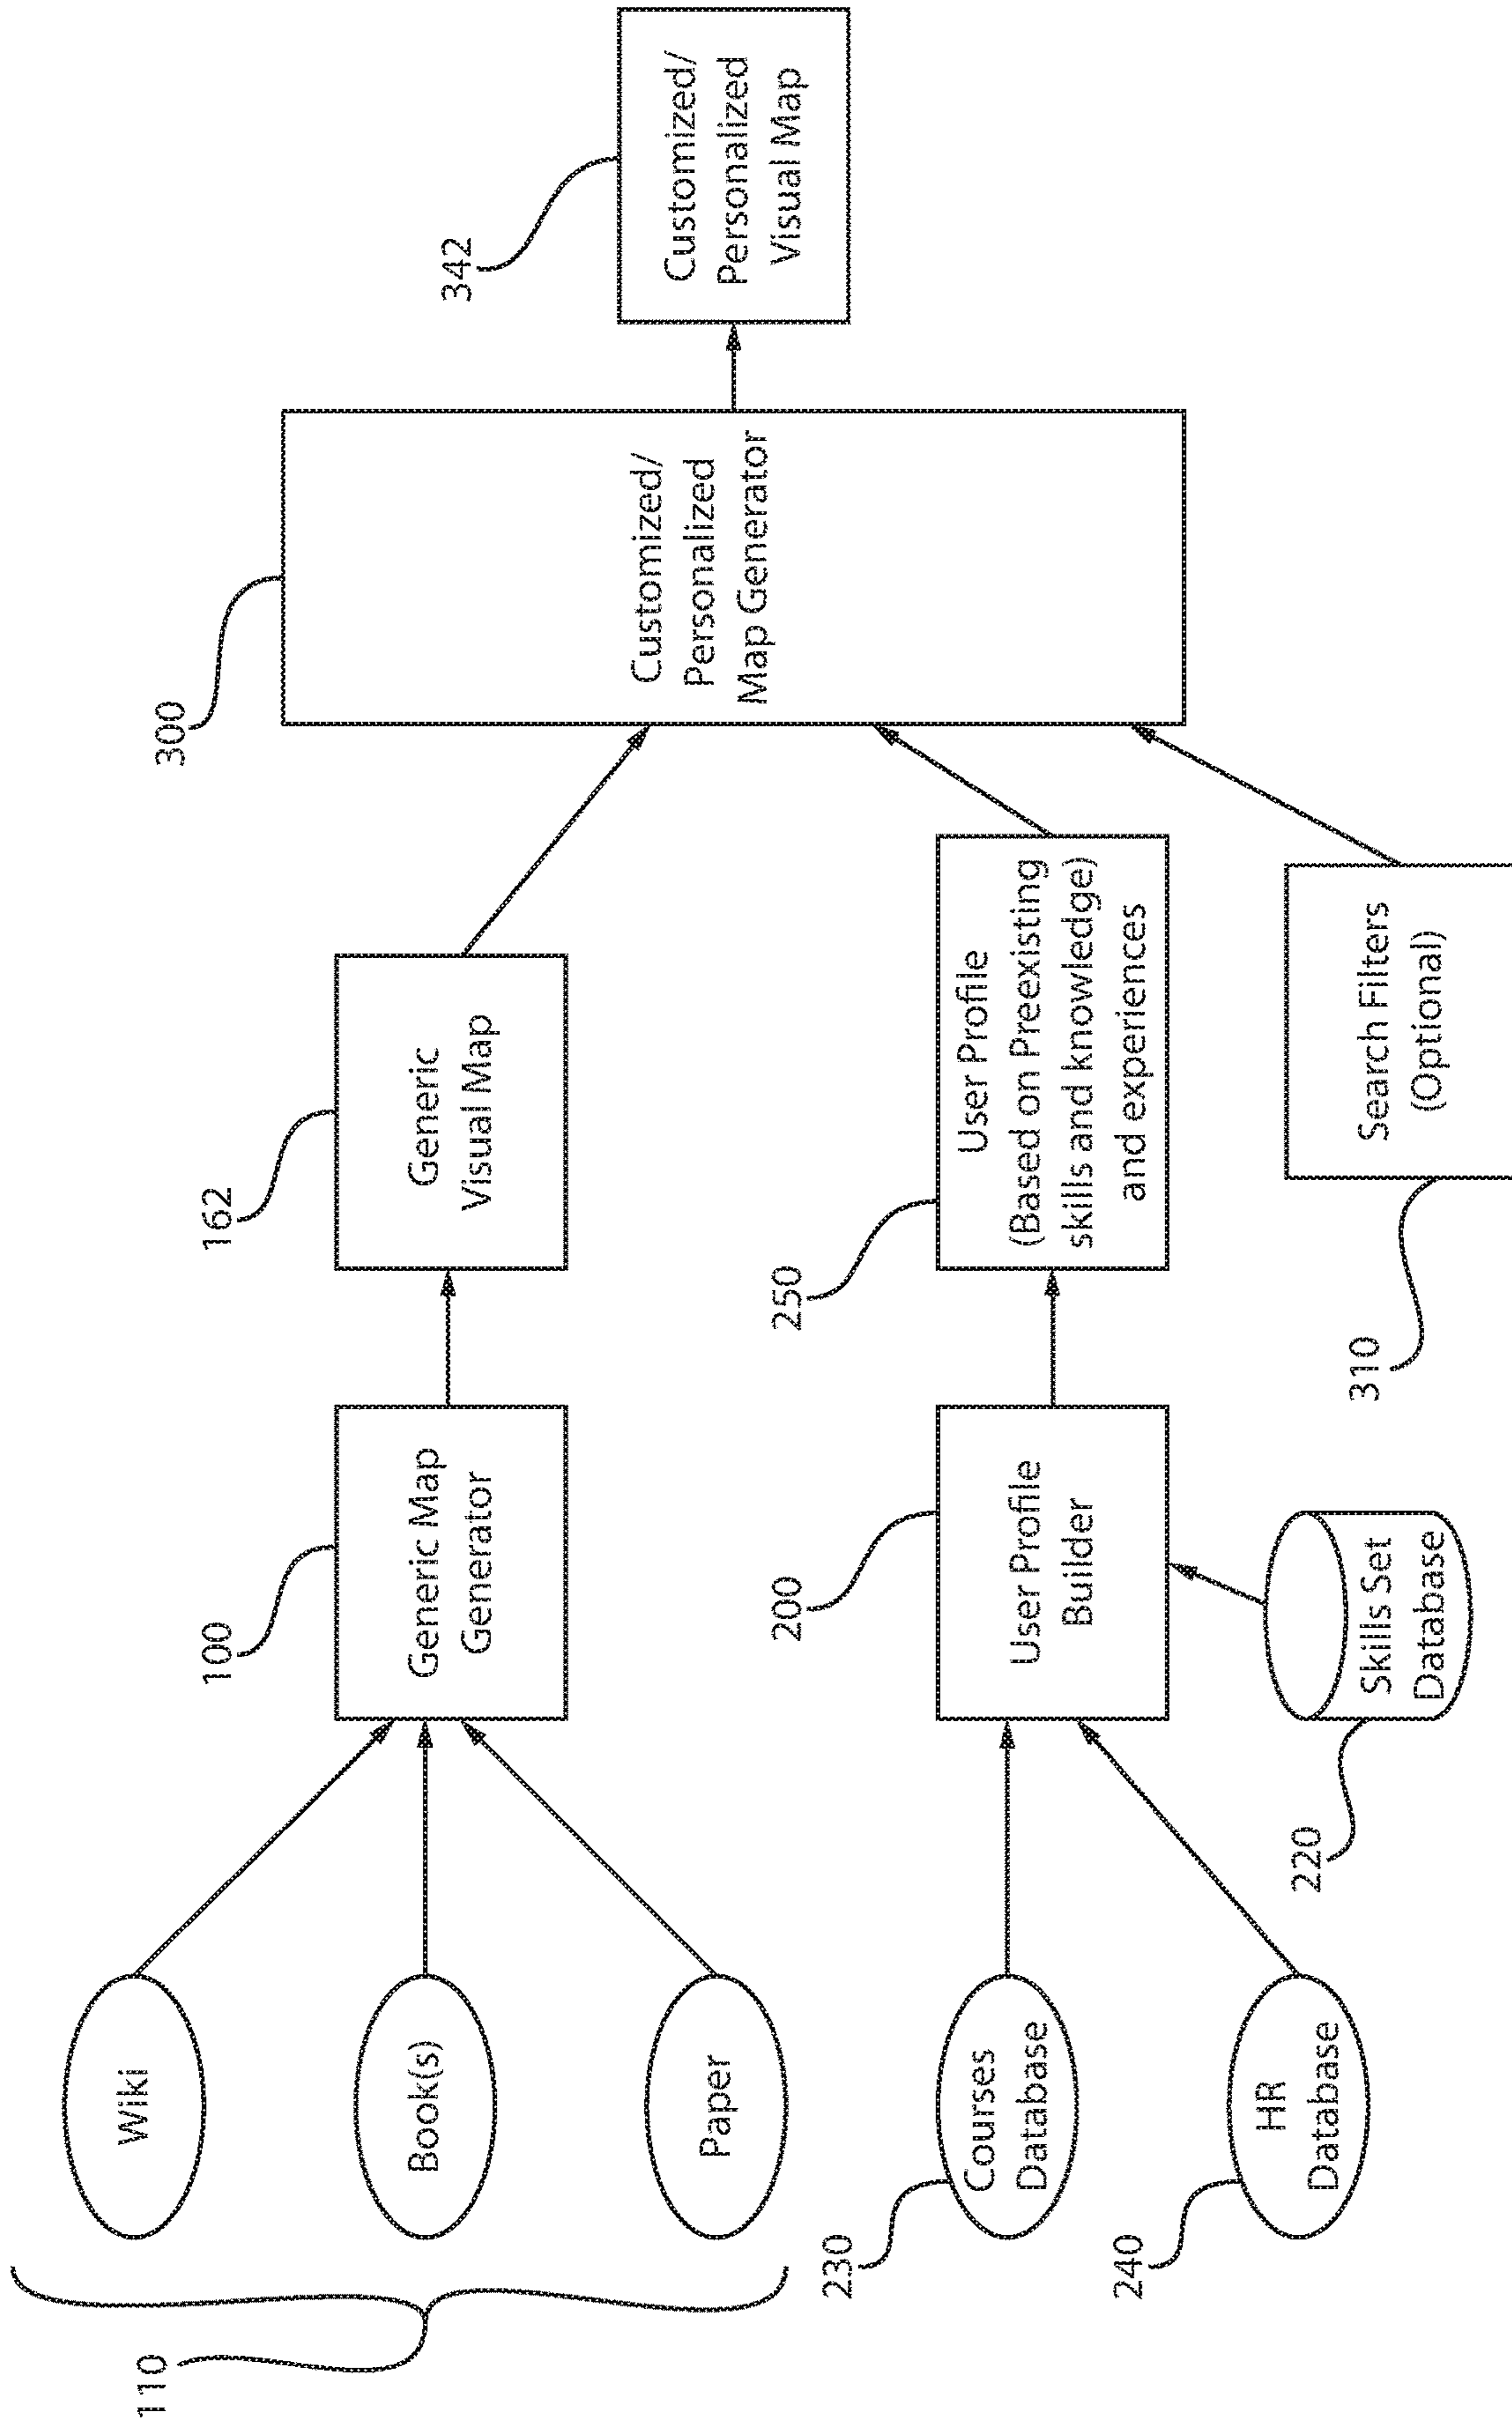 110
Wiki
Book(s)
Paper
100
Generic Map
Generator
162
Generic
Visual Map
300
Customized/
Personalized
Map Generator
342
Customized/
Personalized
Visual Map
230
Courses
Database
240
HR
Database
200
User Profile
Builder
220
Skills Set
Database
250
User Profile
(Based on Preexisting
skills and knowledge)
and experiences
310
Search Filters
(Optional)